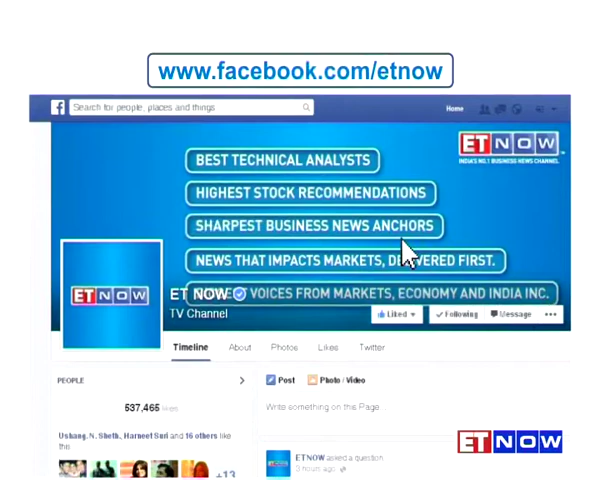 www.facebook.com/etnow
Search for people, places and things
Home
ET NOW
INDIA'S NO.1 BUSINESS NEWS CHANNEL
BEST TECHNICAL ANALYSTS
HIGHEST STOCK RECOMMENDATIONS
SHARPEST BUSINESS NEWS ANCHORS
NEWS THAT IMPACTS MARKETS, DELIVERED FIRST.
VOICES FROM MARKETS, ECONOMY AND INDIA INC.
ET NOW
ET NOW
TV Channel
Liked
Following
Message
Timeline
About
Photos
Likes
Twitter
PEOPLE
537,465 likes
Ushang. N. Sheth., Harneet Suri and 16 others like
this
+13
Post
Photo / Video
Write something on this Page
ETNOW asked a question
3 hours ago
ET NOW